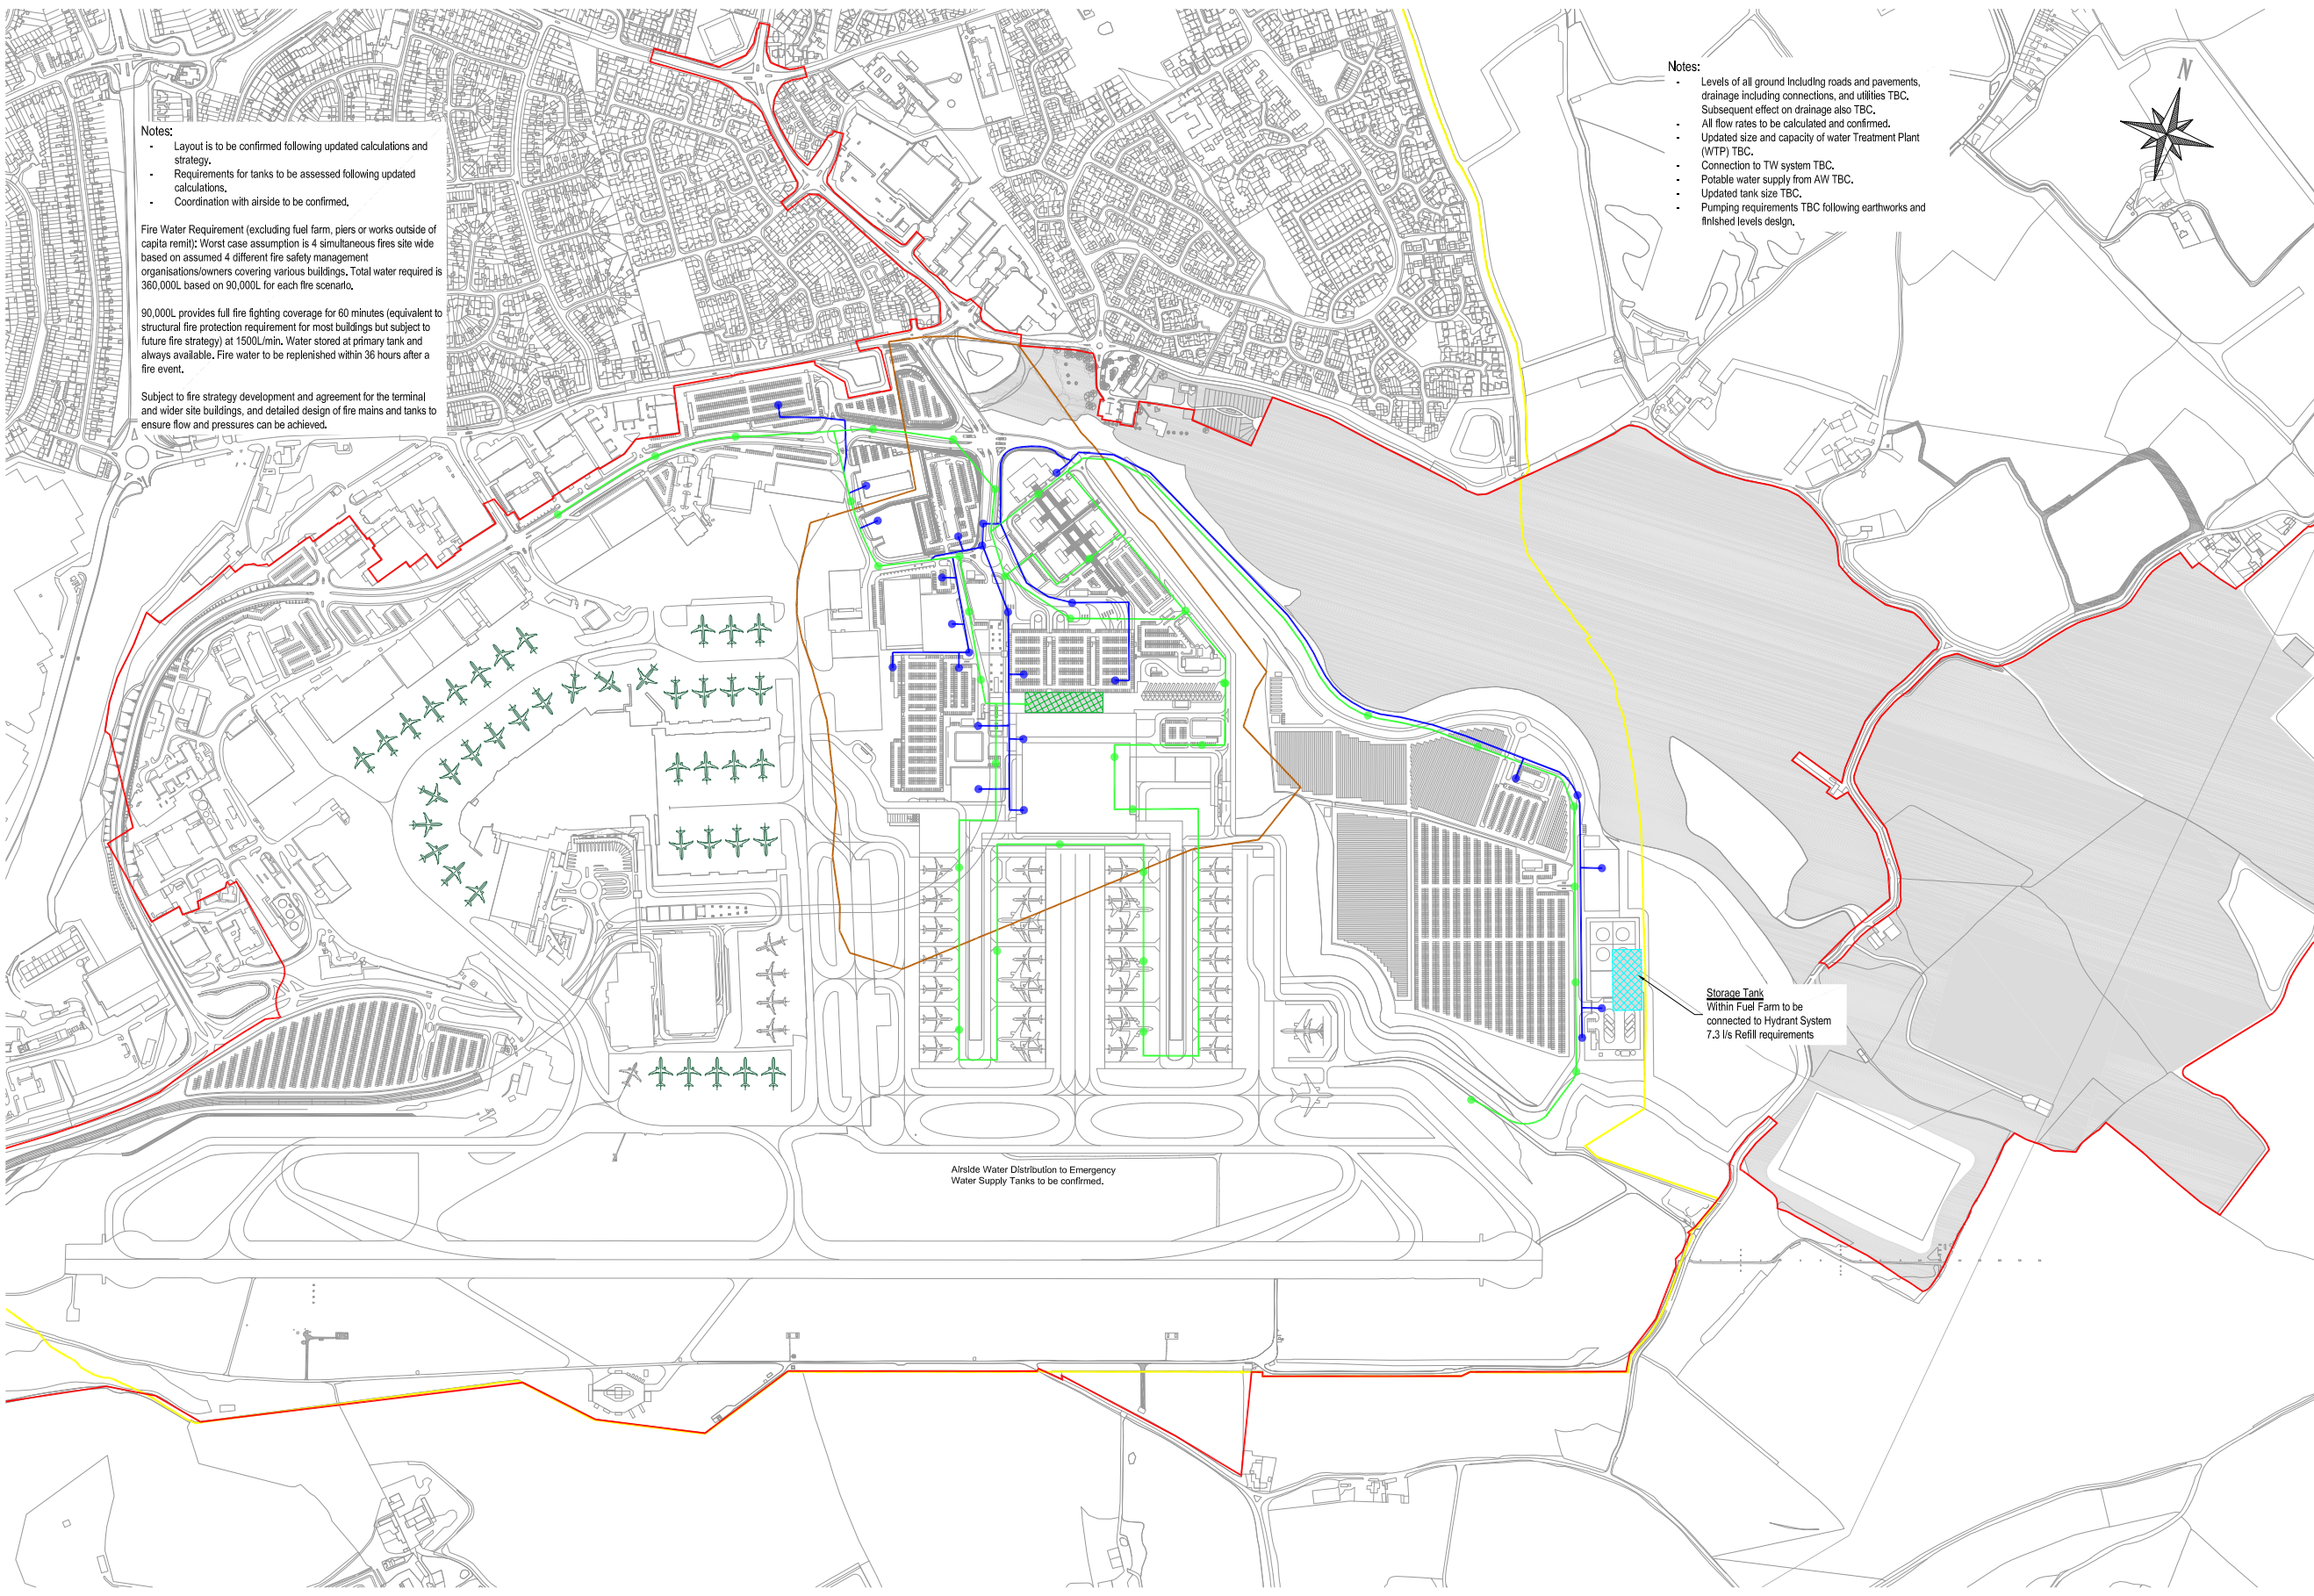 Notes:
- Layout is to be confirmed following updated calculations and
strategy.
- Requirements for tanks to be assessed following updated
calculations.
- Coordination with airside to be confirmed.
Fire Water Requirement (excluding fuel farm, piers or works outside of
capita remit): Worst case assumption is 4 simultaneous fires site wide
based on assumed 4 different fire safety management
organisations/owners covering various buildings. Total water required is
360,000L based on 90,000L for each fire scenario.
90,000L provides full fire fighting coverage for 60 minutes (equivalent to
structural fire protection requirement for most buildings but subject to
future fire strategy) at 1500L/min. Water stored at primary tank and
always available. Fire water to be replenished within 36 hours after a
fire event.
Subject to fire strategy development and agreement for the terminal
and wider site buildings, and detailed design of fire mains and tanks to
ensure flow and pressures can be achieved.
Notes:
- Levels of all ground including roads and pavements,
drainage including connections, and utilities TBC.
Subsequent effect on drainage also TBC.
- All flow rates to be calculated and confirmed.
- Updated size and capacity of water Treatment Plant
(WTP) TBC.
- Connection to TW system TBC.
- Potable water supply from AW TBC.
- Updated tank size TBC.
- Pumping requirements TBC following earthworks and
finished levels design.
N
Storage Tank
Within Fuel Farm to be
connected to Hydrant System
7.3 l/s Refill requirements
Airside Water Distribution to Emergency
Water Supply Tanks to be confirmed.